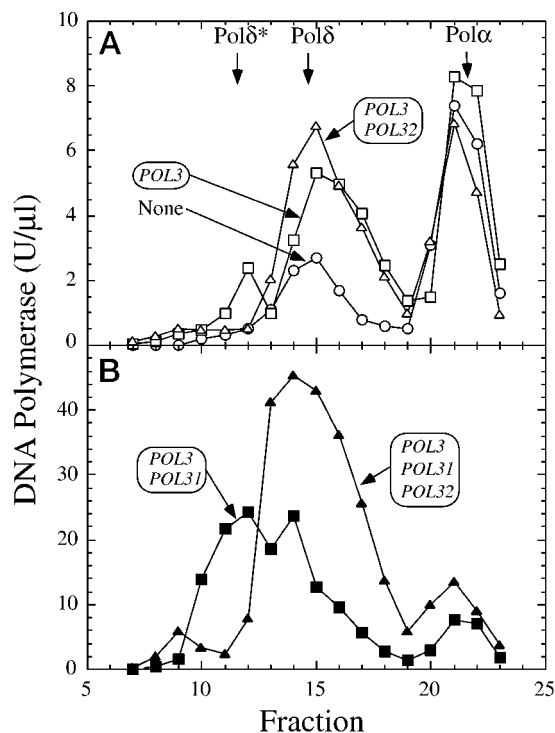 Polδ* Polδ Polα
A
10
8
6
4
2
0
POL3
POL32
POL3
None
DNA Polymerase (U/µl)
B
40
30
20
10
0
POL3
POL31
POL3
POL31
POL32
5 10 15 20 25
Fraction